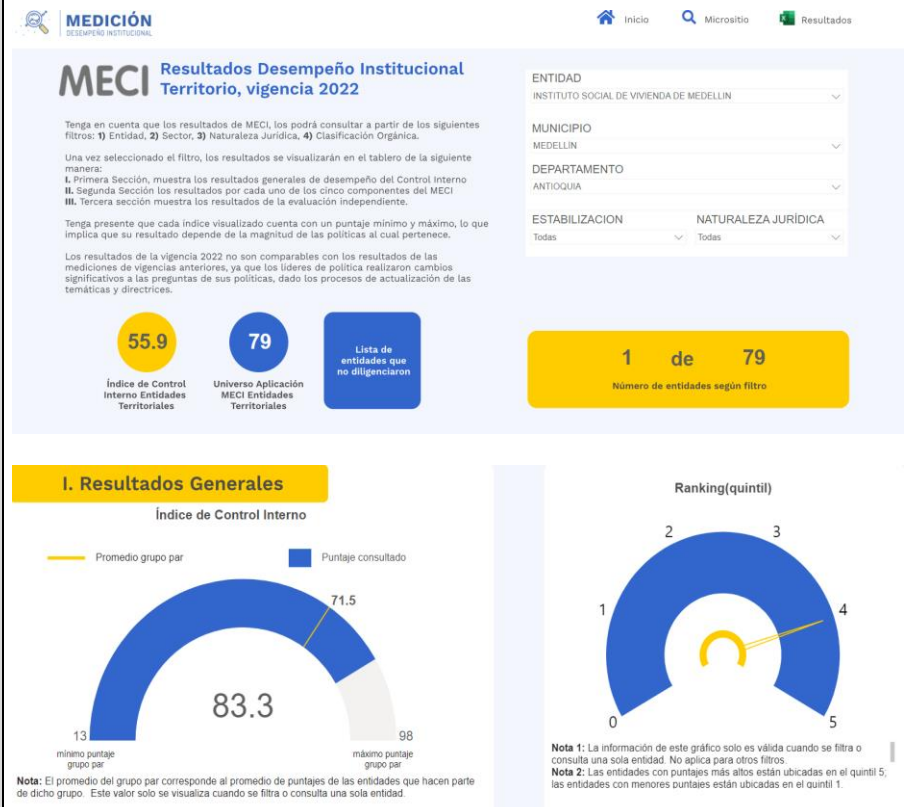 MEDICIÓN
DESEMPEÑO INSTITUCIONAL
Inicio
Micrositio
Resultados
MECI
Resultados Desempeño Institucional
Territorio, vigencia 2022
Tenga en cuenta que los resultados de MECI, los podrá consultar a partir de los siguientes
filtros: 1) Entidad, 2) Sector, 3) Naturaleza Jurídica, 4) Clasificación Orgánica.
Una vez seleccionado el filtro, los resultados se visualizarán en el tablero de la siguiente
manera:
I. Primera Sección, muestra los resultados generales de desempeño del Control Interno
II. Segunda Sección los resultados por cada uno de los cinco componentes del MECI
III. Tercera sección muestra los resultados de la evaluación independiente.
Tenga presente que cada índice visualizado cuenta con un puntaje mínimo y máximo, lo que
implica que su resultado depende de la magnitud de las políticas al cual pertenece.
Los resultados de la vigencia 2022 no son comparables con los resultados de las
mediciones de vigencias anteriores, ya que los líderes de política realizaron cambios
significativos a las preguntas de sus políticas, dado los procesos de actualización de las
temáticas y directrices.
ENTIDAD
INSTITUTO SOCIAL DE VIVIENDA DE MEDELLIN
MUNICIPIO
MEDELLÍN
DEPARTAMENTO
ANTIOQUIA
ESTABILIZACION
NATURALEZA JURÍDICA
Todas
Todas
55.9
Índice de Control
Interno Entidades
Territoriales
79
Universo Aplicación
MECI Entidades
Territoriales
Lista de
entidades que
no diligenciaron
1 de 79
Número de entidades según filtro
I. Resultados Generales
Índice de Control Interno
Promedio grupo par
Puntaje consultado
71.5
83.3
13
mínimo puntaje
grupo par
98
máximo puntaje
grupo par
Nota: El promedio del grupo par corresponde al promedio de puntajes de las entidades que hacen parte
de dicho grupo. Este valor solo se visualiza cuando se filtra o consulta una sola entidad.
Ranking(quintil)
2
3
1
4
0
5
Nota 1: La información de este gráfico solo es válida cuando se filtra o
consulta una sola entidad. No aplica para otros filtros.
Nota 2: Las entidades con puntajes más altos están ubicadas en el quintil 5;
las entidades con menores puntajes están ubicadas en el quintil 1.